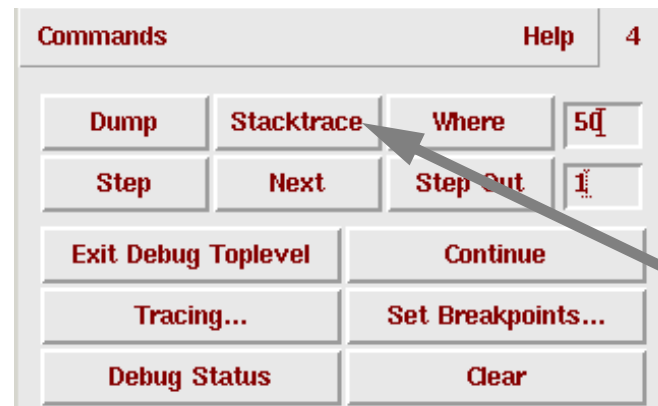 Commands Help 4
Dump Stacktrace Where 50
Step Next Step Out 1
Exit Debug Toplevel Continue
Tracing... Set Breakpoints...
Debug Status Clear